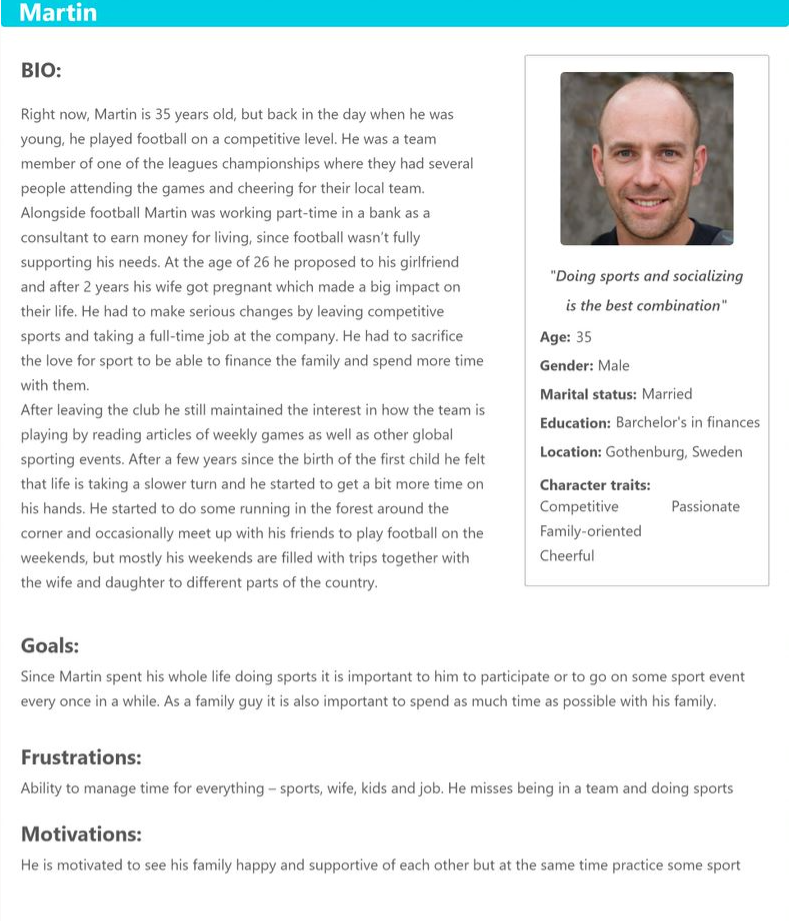 Martin
BIO:
Right now, Martin is 35 years old, but back in the day when he was
young, he played football on a competitive level. He was a team
member of one of the leagues championships where they had several
people attending the games and cheering for their local team.
Alongside football Martin was working part-time in a bank as a
consultant to earn money for living, since football wasn't fully
supporting his needs. At the age of 26 he proposed to his girlfriend
and after 2 years his wife got pregnant which made a big impact on
their life. He had to make serious changes by leaving competitive
sports and taking a full-time job at the company. He had to sacrifice
the love for sport to be able to finance the family and spend more time
with them.
After leaving the club he still maintained the interest in how the team is
playing by reading articles of weekly games as well as other global
sporting events. After a few years since the birth of the first child he felt
that life is taking a slower turn and he started to get a bit more time on
his hands. He started to do some running in the forest around the
corner and occasionally meet up with his friends to play football on the
weekends, but mostly his weekends are filled with trips together with
the wife and daughter to different parts of the country.
"Doing sports and socializing
is the best combination"
Age: 35
Gender: Male
Marital status: Married
Education: Barchelor's in finances
Location: Gothenburg, Sweden
Character traits:
Competitive Passionate
Family-oriented
Cheerful
Goals:
Since Martin spent his whole life doing sports it is important to him to participate or to go on some sport event
every once in a while. As a family guy it is also important to spend as much time as possible with his family.
Frustrations:
Ability to manage time for everything – sports, wife, kids and job. He misses being in a team and doing sports
Motivations:
He is motivated to see his family happy and supportive of each other but at the same time practice some sport